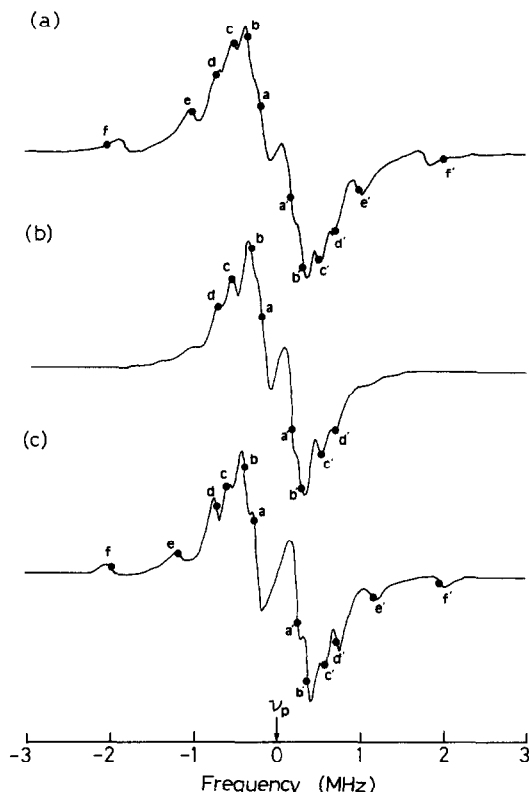 (a)
f
e
d
c
b
a
a′
b′
c′
d′
e′
f′
(b)
d
c
b
a
a′
b′
c′
d′
(c)
f
e
d
c
b
a
a′
b′
c′
d′
e′
f′
νp
-3 -2 -1 0 1 2 3
Frequency (MHz)